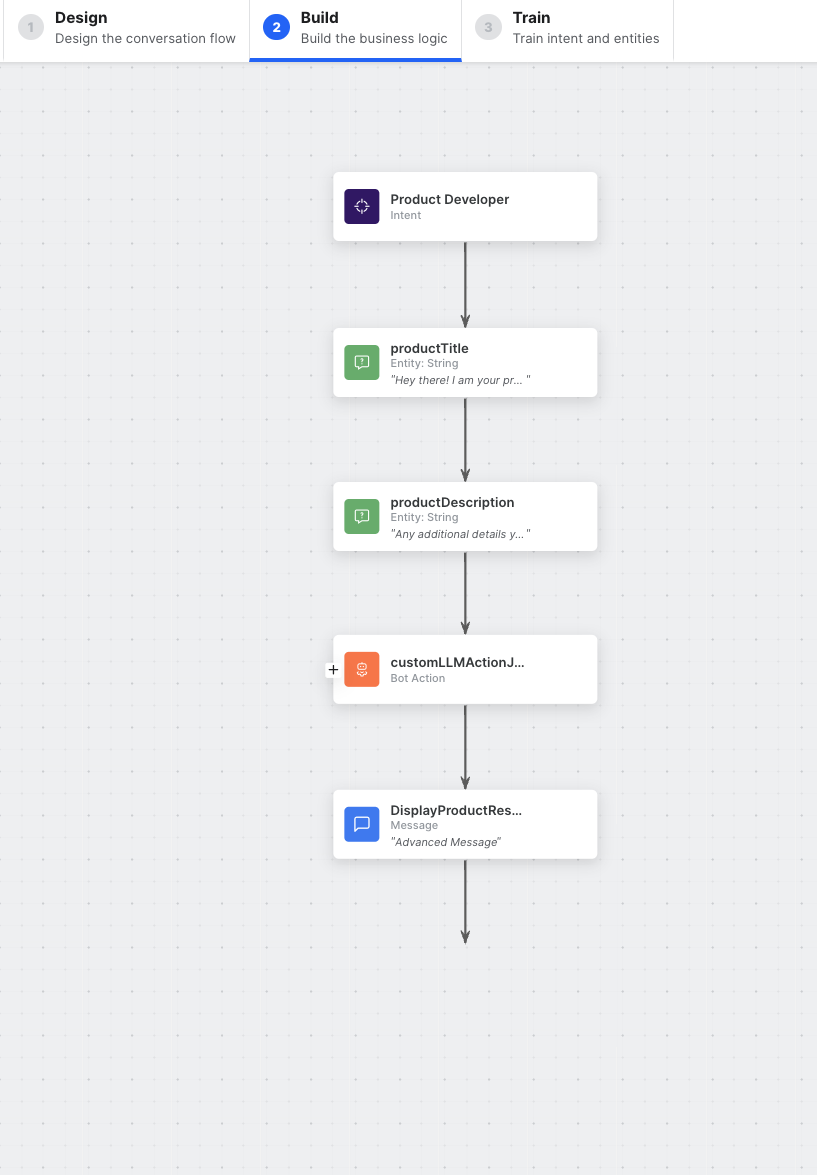 1
Design
Design the conversation flow
2
Build
Build the business logic
3
Train
Train intent and entities
Product Developer
Intent
productTitle
Entity: String
"Hey there! I am your pr... "
productDescription
Entity: String
"Any additional details y... "
+
customLLMActionJ...
Bot Action
DisplayProductRes...
Message
"Advanced Message"